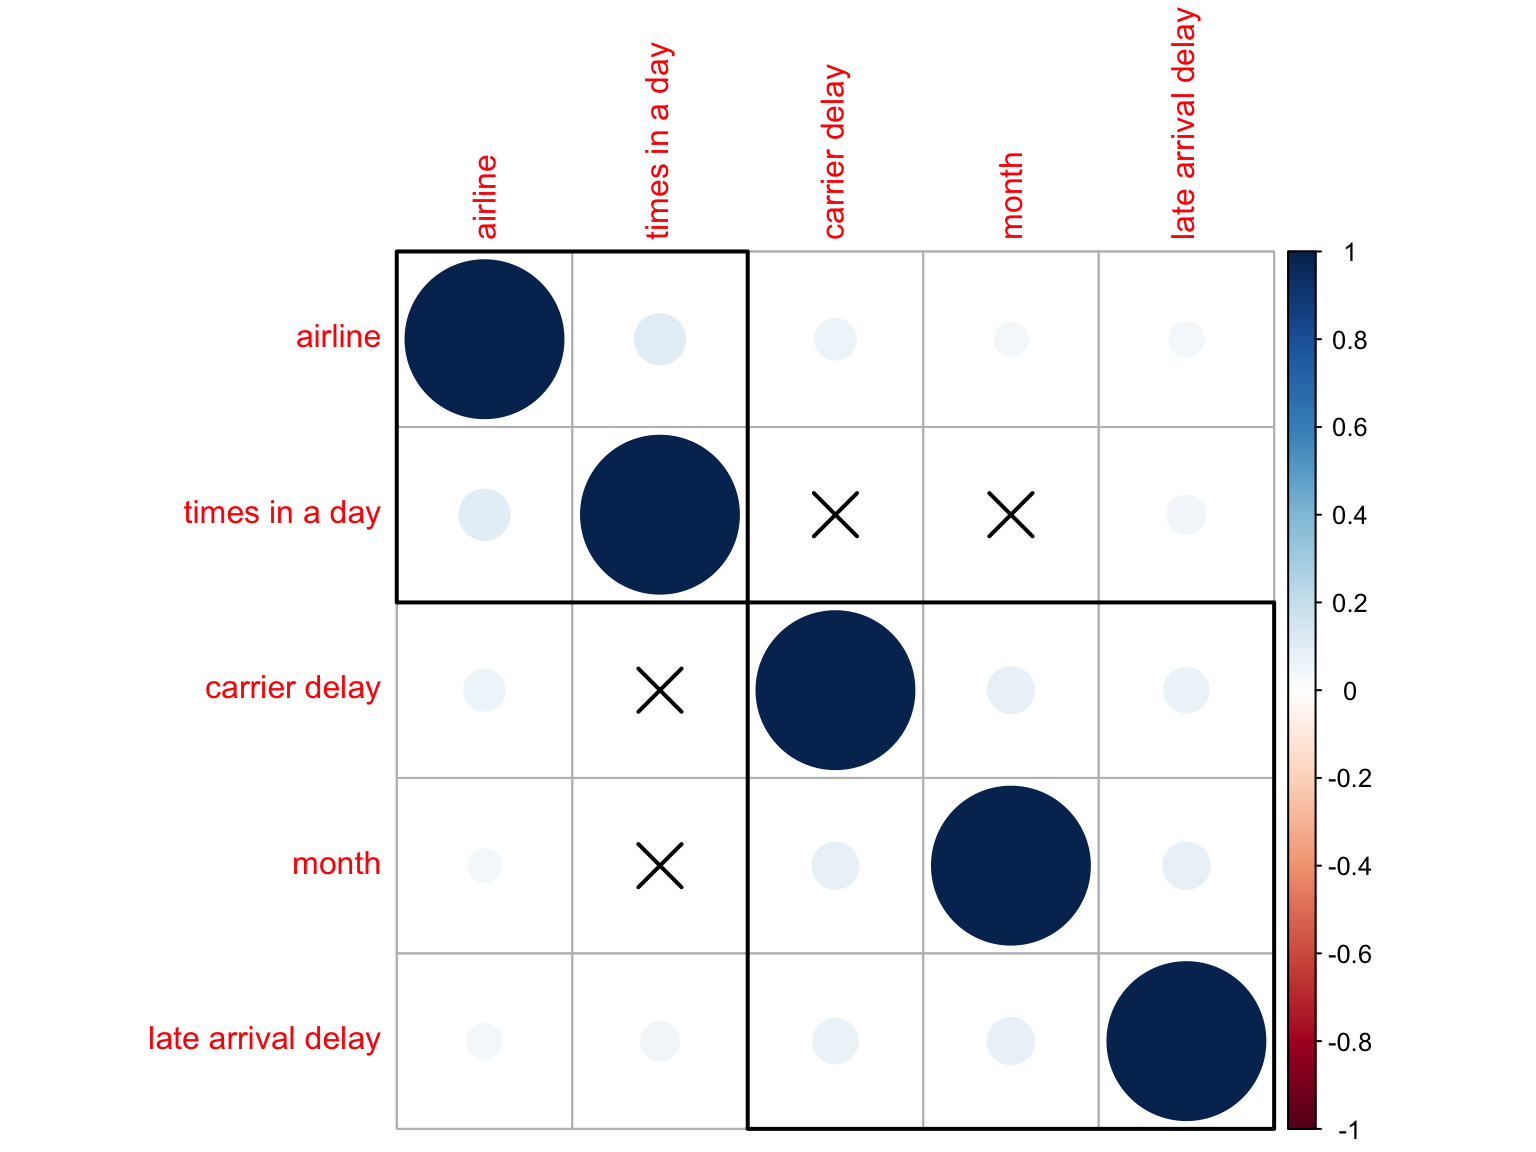 airline
times in a day
carrier delay
month
late arrival delay
airline
times in a day
carrier delay
month
late arrival delay
1
0.8
0.6
0.4
0.2
0
-0.2
-0.4
-0.6
-0.8
-1